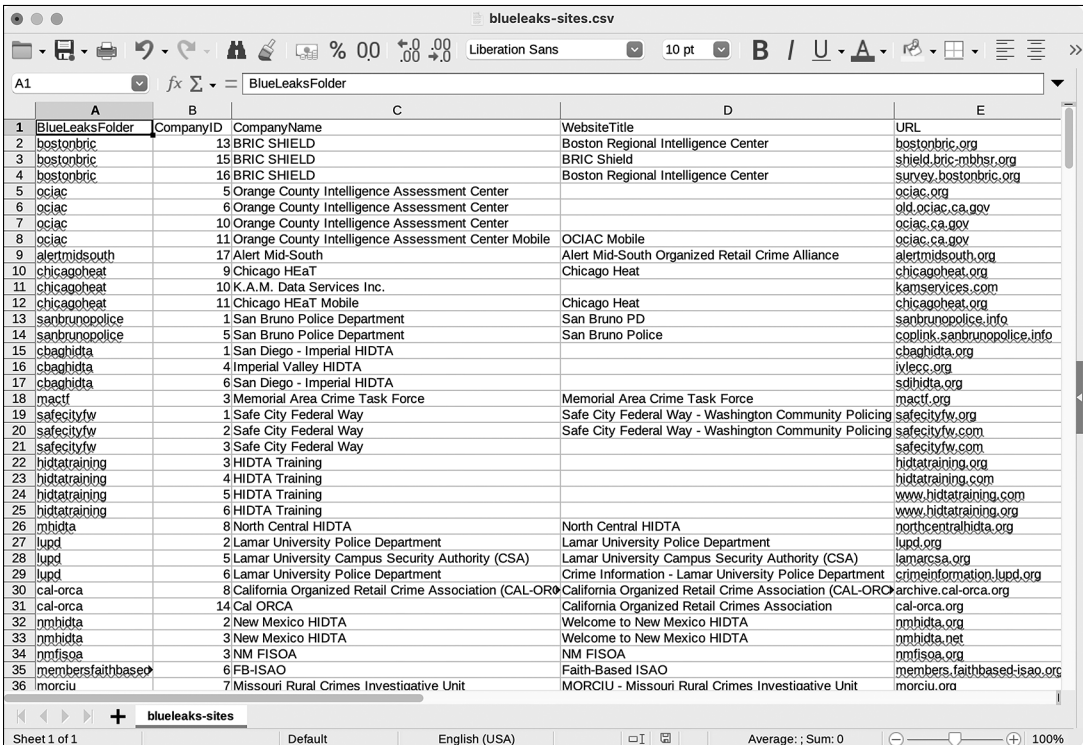 blueleaks-sites.csv
% 00 .00 .00 Liberation Sans 10 pt B I U A
A1 fx Σ = BlueLeaksFolder
A B C D E
1 BlueLeaksFolder CompanyID CompanyName WebsiteTitle URL
2 bostonbric 13 BRIC SHIELD Boston Regional Intelligence Center bostonbric.org
3 bostonbric 15 BRIC SHIELD BRIC Shield shield.bric-mbhsr.org
4 bostonbric 16 BRIC SHIELD Boston Regional Intelligence Center survey.bostonbric.org
5 ociac 5 Orange County Intelligence Assessment Center ociac.org
6 ociac 6 Orange County Intelligence Assessment Center old.ociac.ca.gov
7 ociac 10 Orange County Intelligence Assessment Center ociac.ca.gov
8 ociac 11 Orange County Intelligence Assessment Center Mobile OCIAC Mobile ociac.ca.gov
9 alertmidsouth 17 Alert Mid-South Alert Mid-South Organized Retail Crime Alliance alertmidsouth.org
10 chicagoheat 9 Chicago HEaT Chicago Heat chicagoheat.org
11 chicagoheat 10 K.A.M. Data Services Inc. kamservices.com
12 chicagoheat 11 Chicago HEaT Mobile Chicago Heat chicagoheat.org
13 sanbrunopolice 1 San Bruno Police Department San Bruno PD sanbrunopolice.info
14 sanbrunopolice 5 San Bruno Police Department San Bruno Police coplink.sanbrunopolice.info
15 cbaghidta 1 San Diego - Imperial HIDTA cbaghidta.org
16 cbaghidta 4 Imperial Valley HIDTA ivlecc.org
17 cbaghidta 6 San Diego - Imperial HIDTA sdihidta.org
18 mactf 3 Memorial Area Crime Task Force Memorial Area Crime Task Force mactf.org
19 safecityfw 1 Safe City Federal Way Safe City Federal Way - Washington Community Policing safecityfw.org
20 safecityfw 2 Safe City Federal Way Safe City Federal Way - Washington Community Policing safecityfw.com
21 safecityfw 3 Safe City Federal Way safecityfw.com
22 hidtatraining 3 HIDTA Training hidtatraining.org
23 hidtatraining 4 HIDTA Training hidtatraining.com
24 hidtatraining 5 HIDTA Training www.hidtatraining.com
25 hidtatraining 6 HIDTA Training www.hidtatraining.org
26 mhidta 8 North Central HIDTA North Central HIDTA northcentralhidta.org
27 lupd 2 Lamar University Police Department Lamar University Police Department lupd.org
28 lupd 5 Lamar University Campus Security Authority (CSA) Lamar University Campus Security Authority (CSA) lamarcsa.org
29 lupd 6 Lamar University Police Department Crime Information - Lamar University Police Department crimeinformation.lupd.org
30 cal-orca 8 California Organized Retail Crime Association (CAL-ORC California Organized Retail Crime Association (CAL-ORC archive.cal-orca.org
31 cal-orca 14 Cal ORCA California Organized Retail Crimes Association cal-orca.org
32 nmhidta 2 New Mexico HIDTA Welcome to New Mexico HIDTA nmhidta.org
33 nmhidta 3 New Mexico HIDTA Welcome to New Mexico HIDTA nmhidta.net
34 nmfisoa 3 NM FISOA NM FISOA nmfisoa.org
35 membersfaithbased 6 FB-ISAO Faith-Based ISAO members.faithbased-isao.org
36 morciu 7 Missouri Rural Crimes Investigative Unit MORCIU - Missouri Rural Crimes Investigative Unit morciu.org
blueleaks-sites
Sheet 1 of 1 Default English (USA) Average: ; Sum: 0 100%